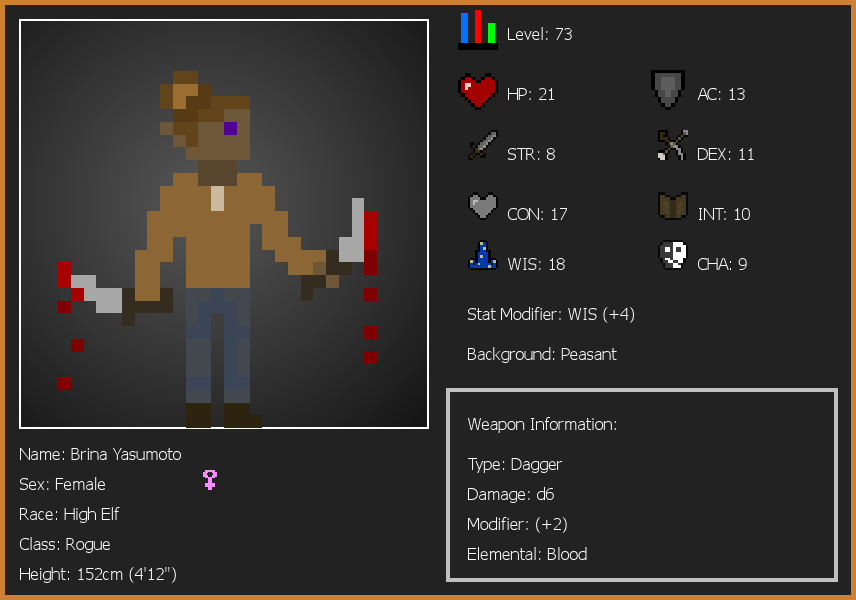 Level: 73
HP: 21
AC: 13
STR: 8
DEX: 11
CON: 17
INT: 10
WIS: 18
CHA: 9
Stat Modifier: WIS (+4)
Background: Peasant
Weapon Information:
Type: Dagger
Damage: d6
Modifier: (+2)
Elemental: Blood
Name: Brina Yasumoto
Sex: Female
Race: High Elf
Class: Rogue
Height: 152cm (4'12")